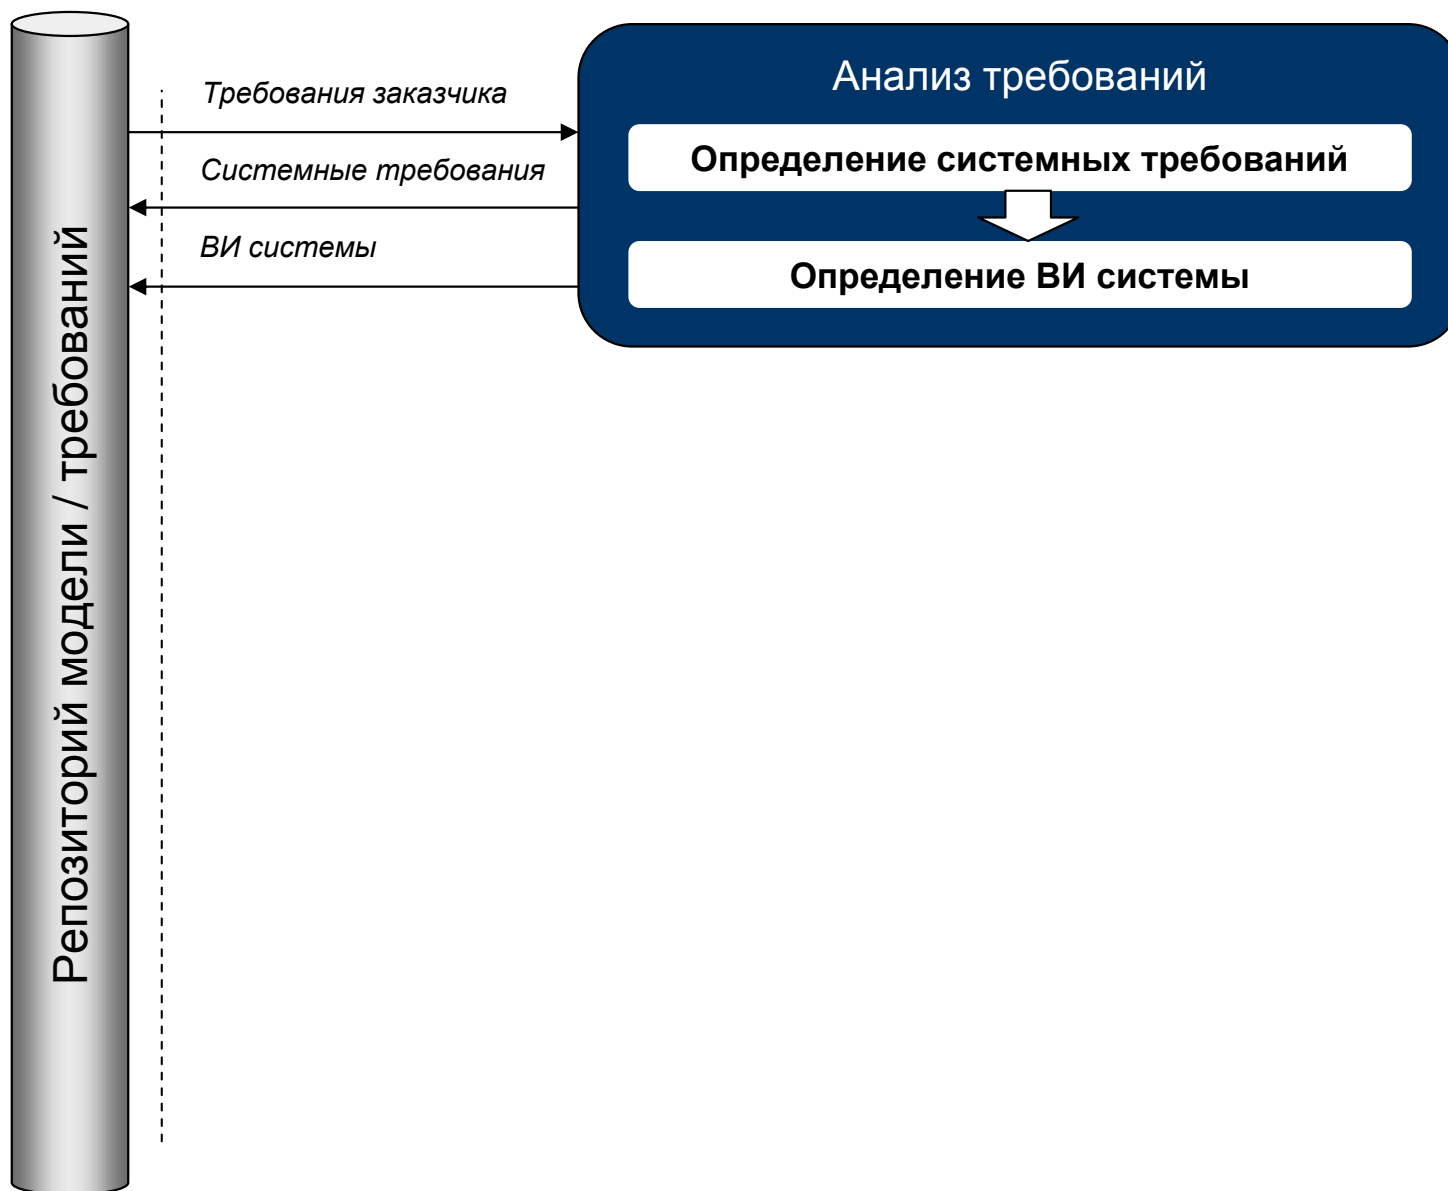 Репозиторий модели / требований
Требования заказчика
Системные требования
ВИ системы
Анализ требований
Определение системных требований
Определение ВИ системы